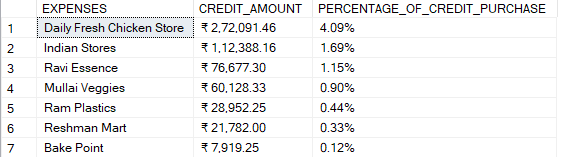 EXPENSES CREDIT_AMOUNT PERCENTAGE_OF_CREDIT_PURCHASE
1 Daily Fresh Chicken Store ₹ 2,72,091.46 4.09%
2 Indian Stores ₹ 1,12,388.16 1.69%
3 Ravi Essence ₹ 76,677.30 1.15%
4 Mullai Veggies ₹ 60,128.33 0.90%
5 Ram Plastics ₹ 28,952.25 0.44%
6 Reshman Mart ₹ 21,782.00 0.33%
7 Bake Point ₹ 7,919.25 0.12%